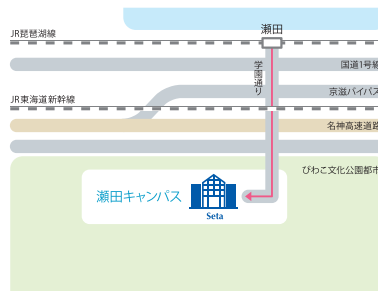 瀬田
JR琵琶湖線
学園通り
国道1号線
京滋バイパス
JR東海道新幹線
名神高速道路
びわこ文化公園都市
瀬田キャンパス
Seta